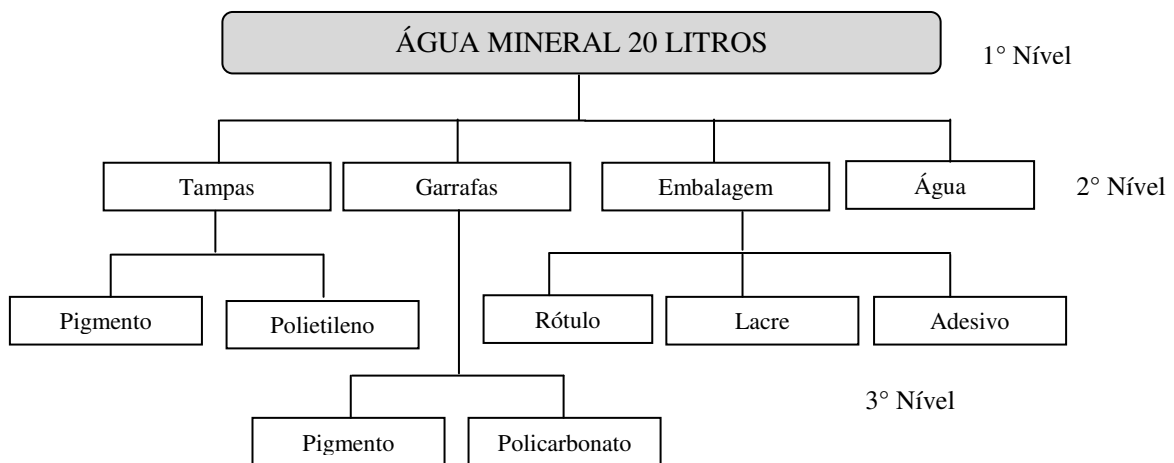 ÁGUA MINERAL 20 LITROS
1° Nível
Tampas
Garrafas
Embalagem
Água
2° Nível
Pigmento
Polietileno
Rótulo
Lacre
Adesivo
3° Nível
Pigmento
Policarbonato